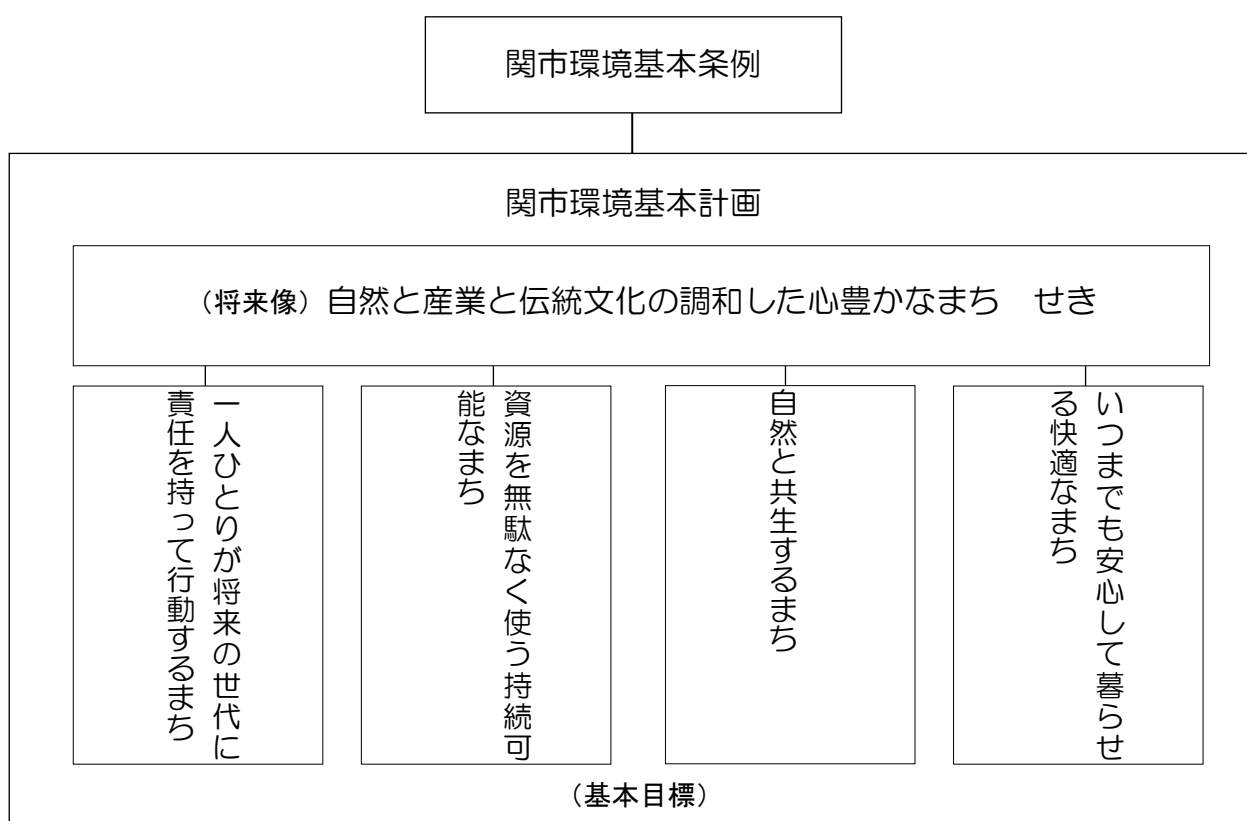 関市環境基本条例
関市環境基本計画
（将来像）自然と産業と伝統文化の調和した心豊かなまち　せき
一人ひとりが将来の世代に
責任を持って行動するまち
資源を無駄なく使う持続可
能なまち
自然と共生するまち
いつまでも安心して暮らせ
る快適なまち
（基本目標）